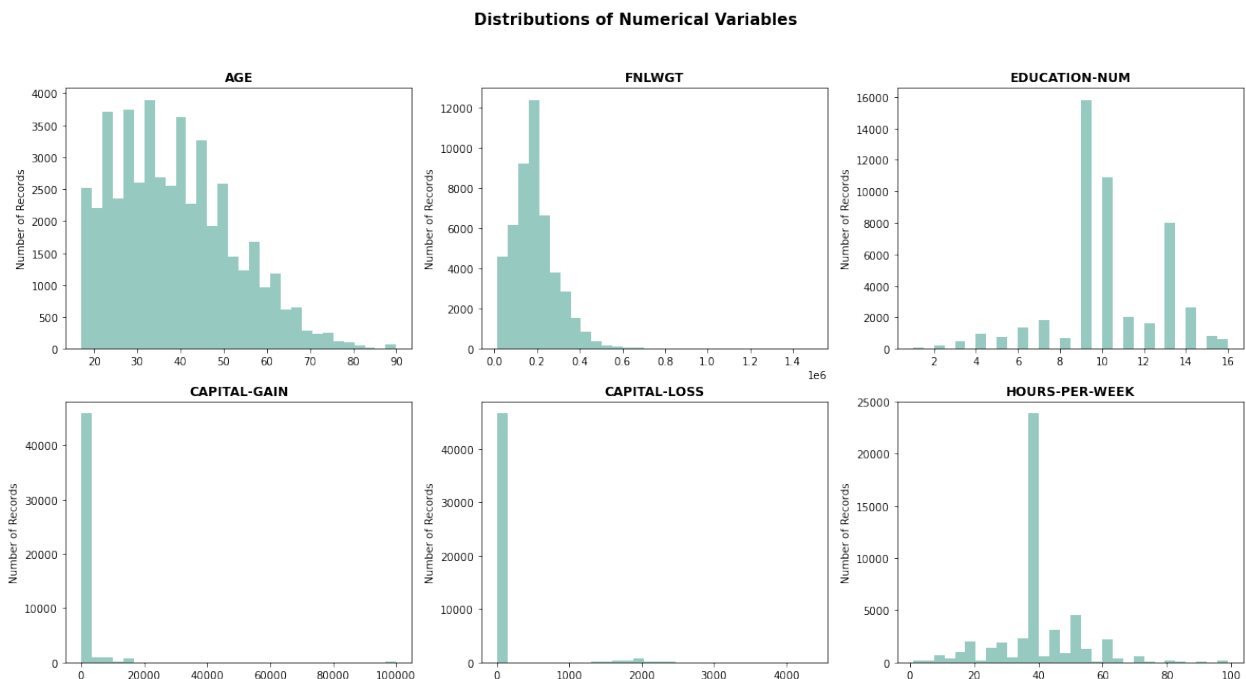 Distributions of Numerical Variables
AGE
Number of Records
4000
3500
3000
2500
2000
1500
1000
500
0
20 30 40 50 60 70 80 90
FNLWGT
Number of Records
12000
10000
8000
6000
4000
2000
0
0.0 0.2 0.4 0.6 0.8 1.0 1.2 1.4
1e6
EDUCATION-NUM
Number of Records
16000
14000
12000
10000
8000
6000
4000
2000
0
2 4 6 8 10 12 14 16
CAPITAL-GAIN
Number of Records
40000
30000
20000
10000
0
0 20000 40000 60000 80000 100000
CAPITAL-LOSS
Number of Records
40000
30000
20000
10000
0
0 1000 2000 3000 4000
HOURS-PER-WEEK
Number of Records
25000
20000
15000
10000
5000
0
0 20 40 60 80 100